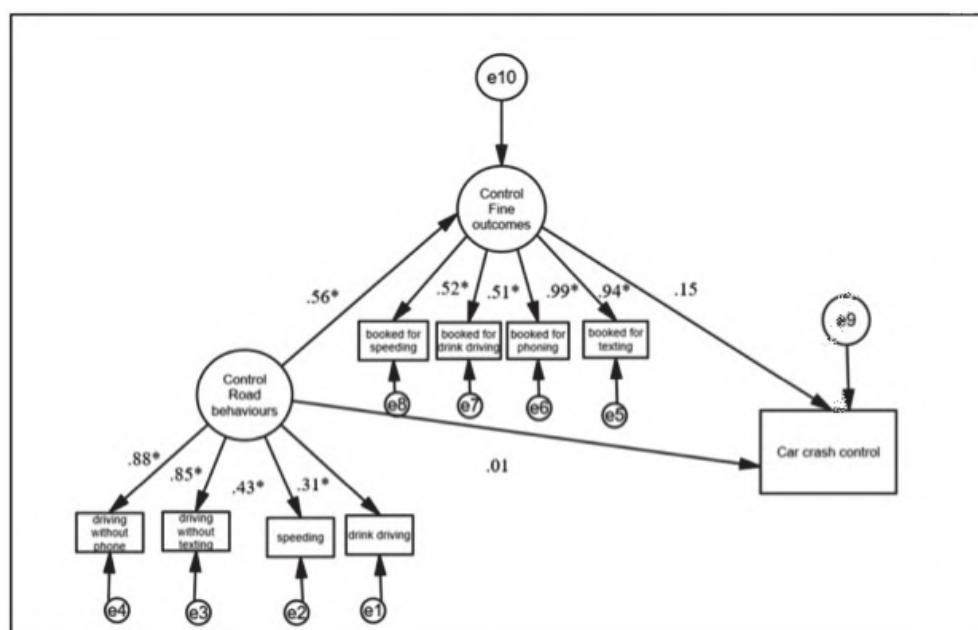 e10
Control
Fine
outcomes
.56*
.52*
.51*
.99*
.94*
.15
e9
booked for
speeding
booked for
drink driving
booked for
phoning
booked for
texting
e8
e7
e6
e5
Control
Road
behaviours
Car crash control
.01
.88*
.85*
.43*
.31*
driving
without
phone
driving
without
texting
speeding
drink driving
e4
e3
e2
e1